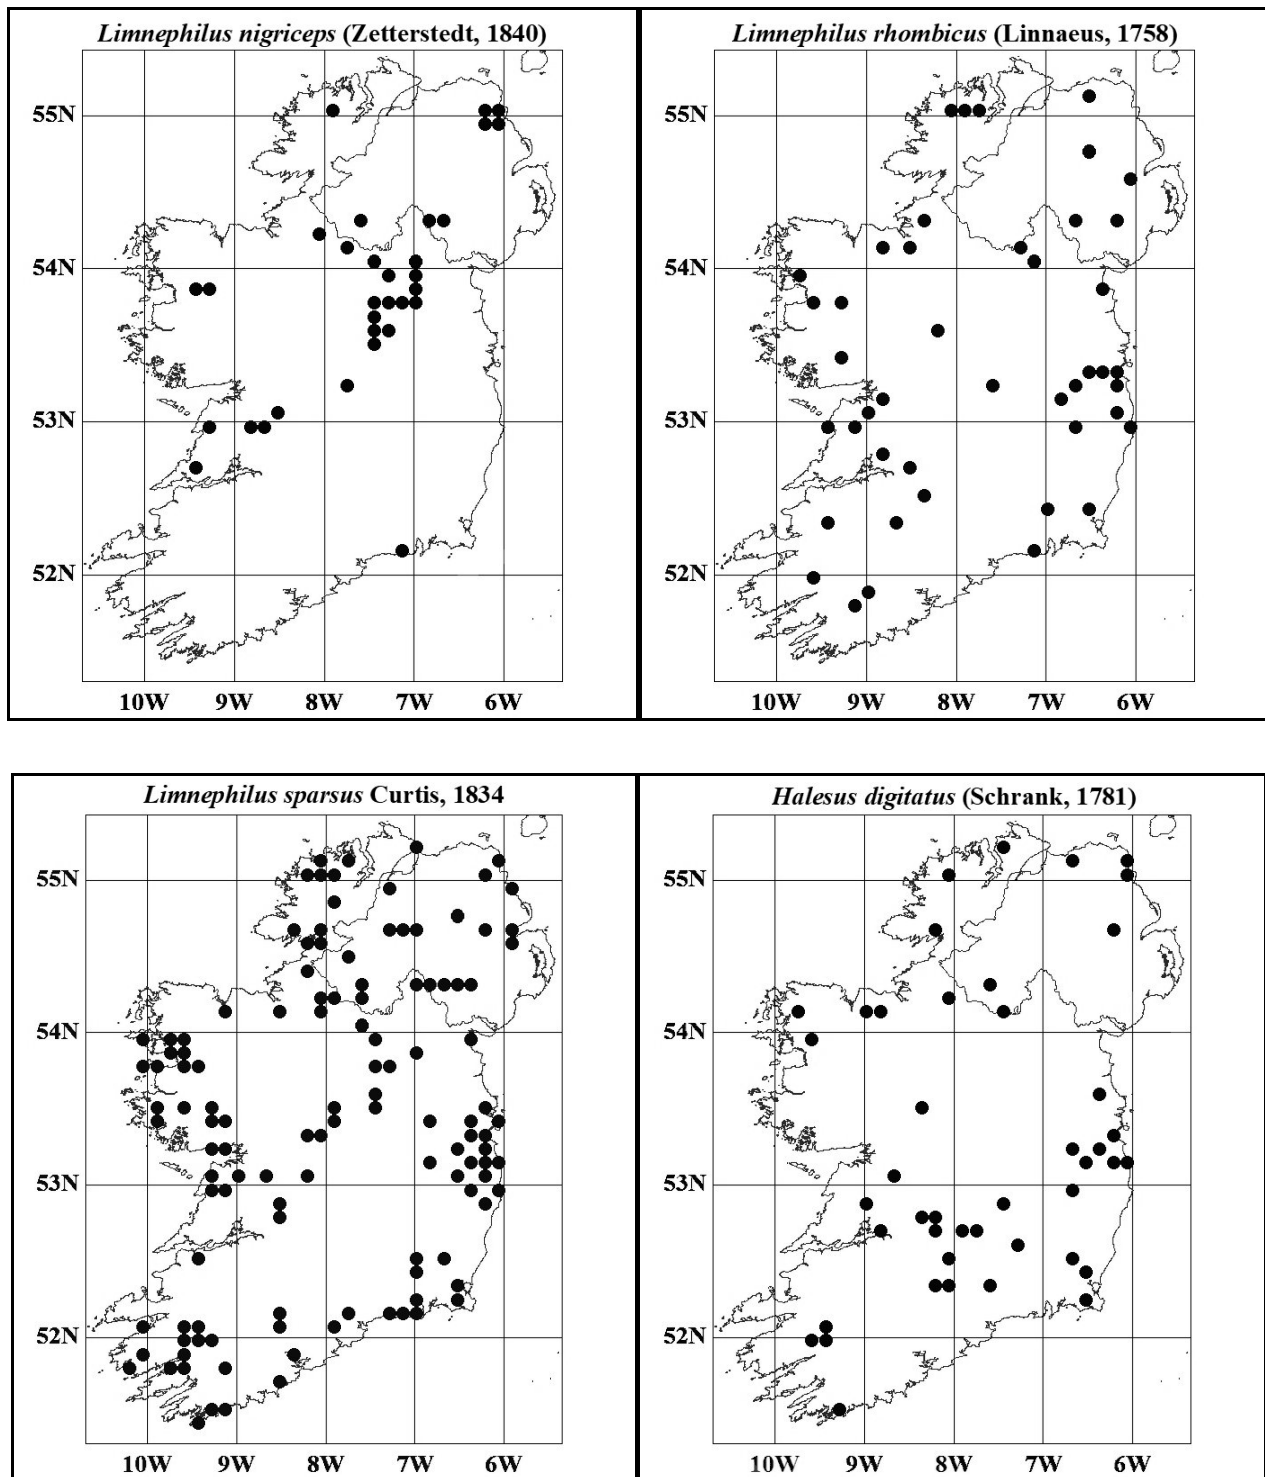 Limnephilus nigriceps (Zetterstedt, 1840)
55N
54N
53N
52N
10W 9W 8W 7W 6W
Limnephilus rhombicus (Linnaeus, 1758)
55N
54N
53N
52N
10W 9W 8W 7W 6W
Limnephilus sparsus Curtis, 1834
55N
54N
53N
52N
10W 9W 8W 7W 6W
Halesus digitatus (Schrank, 1781)
55N
54N
53N
52N
10W 9W 8W 7W 6W